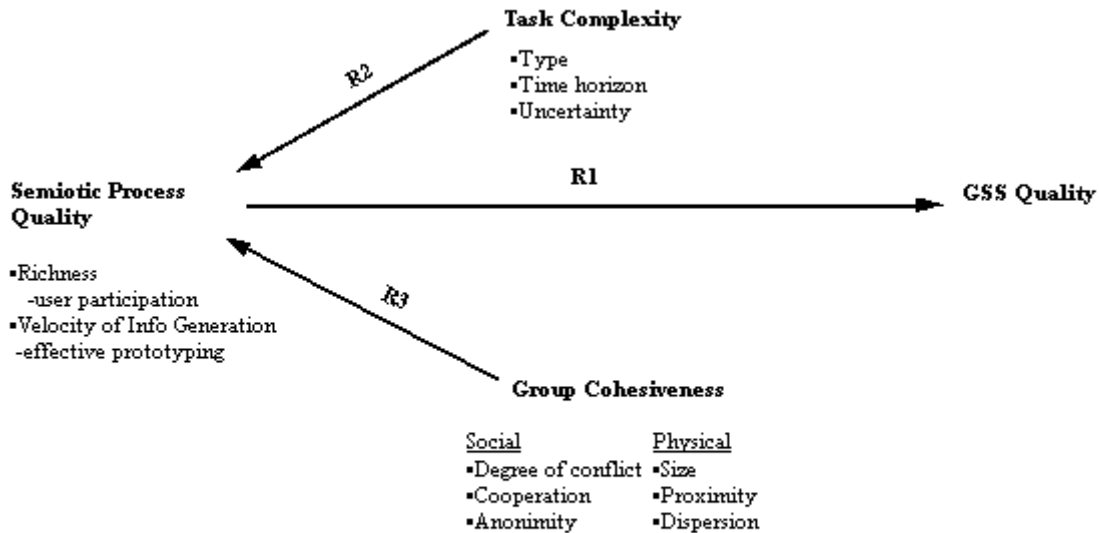 Task Complexity
▪Type
▪Time horizon
▪Uncertainty
R2
R1
Semiotic Process
Quality
GSS Quality
▪Richness
-user participation
▪Velocity of Info Generation
-effective prototyping
R3
Group Cohesiveness
Social Physical
▪Degree of conflict ▪Size
▪Cooperation ▪Proximity
▪Anonimity ▪Dispersion